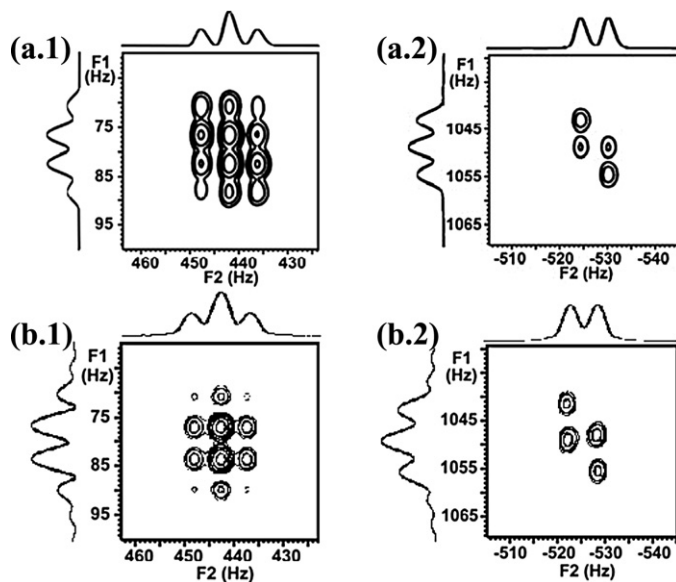 (a.1)
F1
(Hz)
75
85
95
460 450 440 430
F2 (Hz)
(a.2)
F1
(Hz)
1045
1055
1065
-510 -520 -530 -540
F2 (Hz)
(b.1)
F1
(Hz)
75
85
95
460 450 440 430
F2 (Hz)
(b.2)
F1
(Hz)
1045
1055
1065
-510 -520 -530 -540
F2 (Hz)